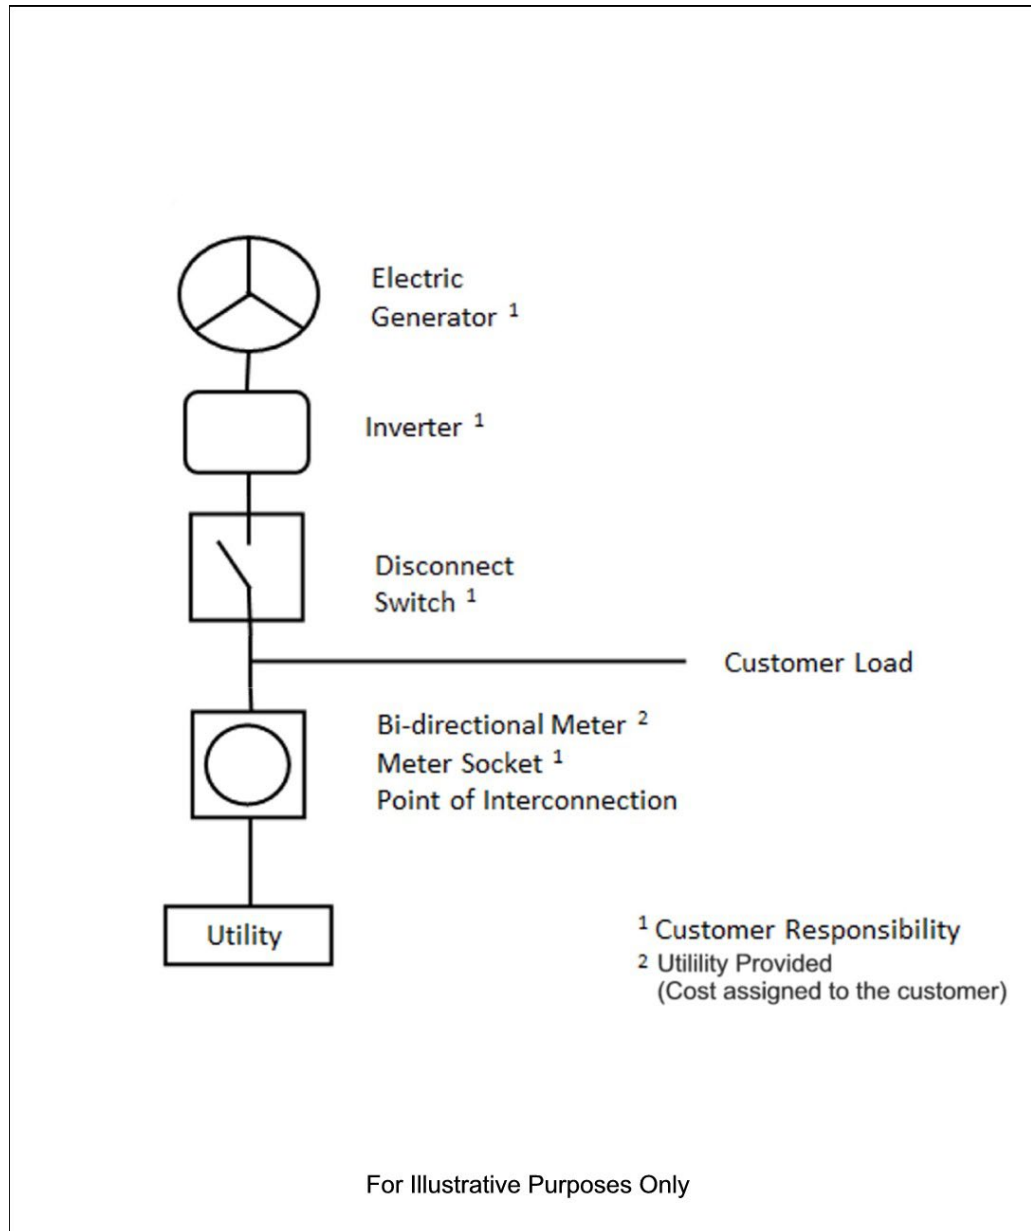 Electric
Generator ¹
Inverter ¹
Disconnect
Switch ¹
Customer Load
Bi-directional Meter ²
Meter Socket ¹
Point of Interconnection
Utility
¹ Customer Responsibility
² Utilility Provided
(Cost assigned to the customer)
For Illustrative Purposes Only